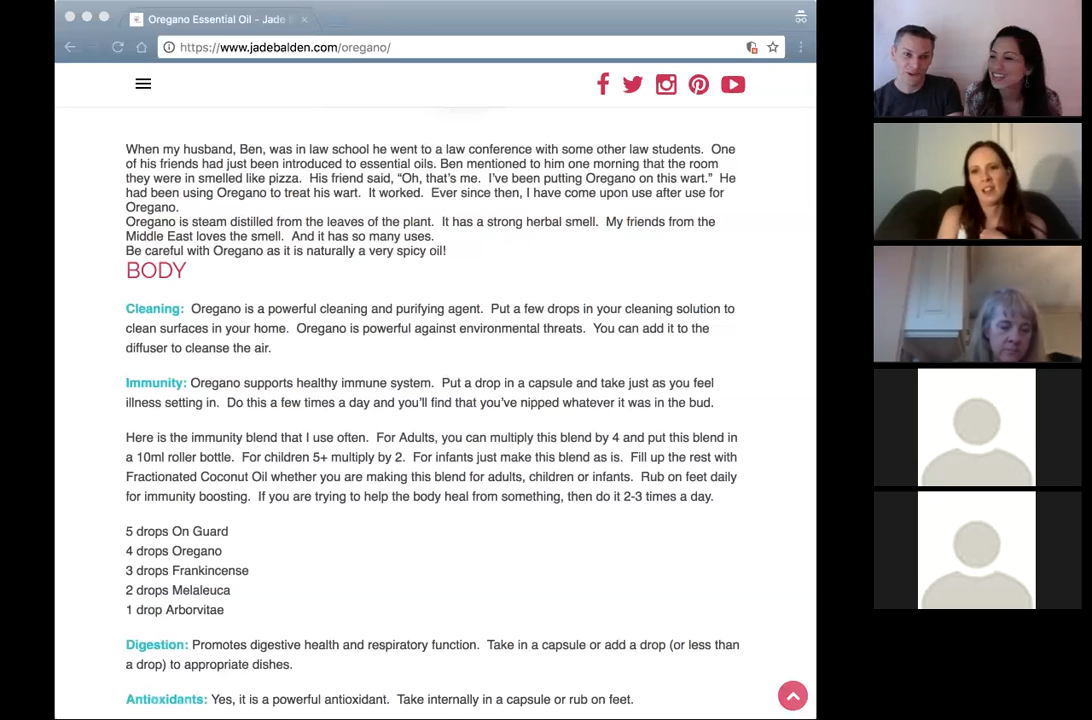 Oregano Essential Oil - Jade
https://www.jadebalden.com/oregano/
When my husband, Ben, was in law school he went to a law conference with some other law students. One
of his friends had just been introduced to essential oils. Ben mentioned to him one morning that the room
they were in smelled like pizza. His friend said, “Oh, that’s me. I’ve been putting Oregano on this wart.” He
had been using Oregano to treat his wart. It worked. Ever since then, I have come upon use after use for
Oregano.
Oregano is steam distilled from the leaves of the plant. It has a strong herbal smell. My friends from the
Middle East loves the smell. And it has so many uses.
Be careful with Oregano as it is naturally a very spicy oil!
BODY
Cleaning: Oregano is a powerful cleaning and purifying agent. Put a few drops in your cleaning solution to
clean surfaces in your home. Oregano is powerful against environmental threats. You can add it to the
diffuser to cleanse the air.
Immunity: Oregano supports healthy immune system. Put a drop in a capsule and take just as you feel
illness setting in. Do this a few times a day and you’ll find that you’ve nipped whatever it was in the bud.
Here is the immunity blend that I use often. For Adults, you can multiply this blend by 4 and put this blend in
a 10ml roller bottle. For children 5+ multiply by 2. For infants just make this blend as is. Fill up the rest with
Fractionated Coconut Oil whether you are making this blend for adults, children or infants. Rub on feet daily
for immunity boosting. If you are trying to help the body heal from something, then do it 2-3 times a day.
5 drops On Guard
4 drops Oregano
3 drops Frankincense
2 drops Melaleuca
1 drop Arborvitae
Digestion: Promotes digestive health and respiratory function. Take in a capsule or add a drop (or less than
a drop) to appropriate dishes.
Antioxidants: Yes, it is a powerful antioxidant. Take internally in a capsule or rub on feet.